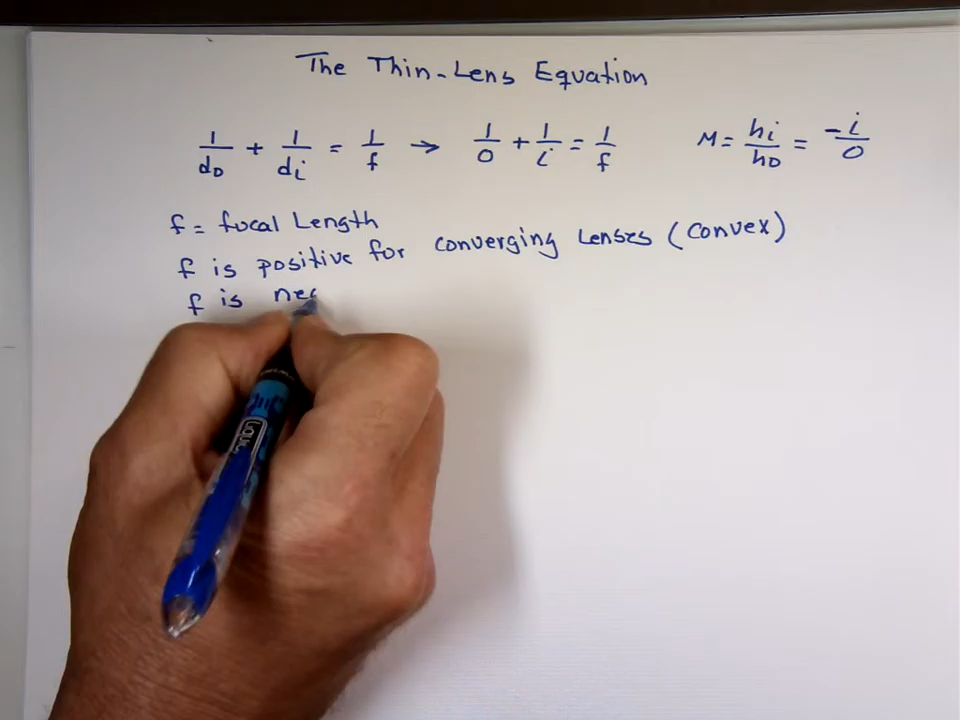 The Thin-Lens Equation
1/do + 1/di = 1/f → 1/o + 1/i = 1/f M = hi/ho = -i/o
f = focal Length
f is positive for converging Lenses (convex)
f is neg